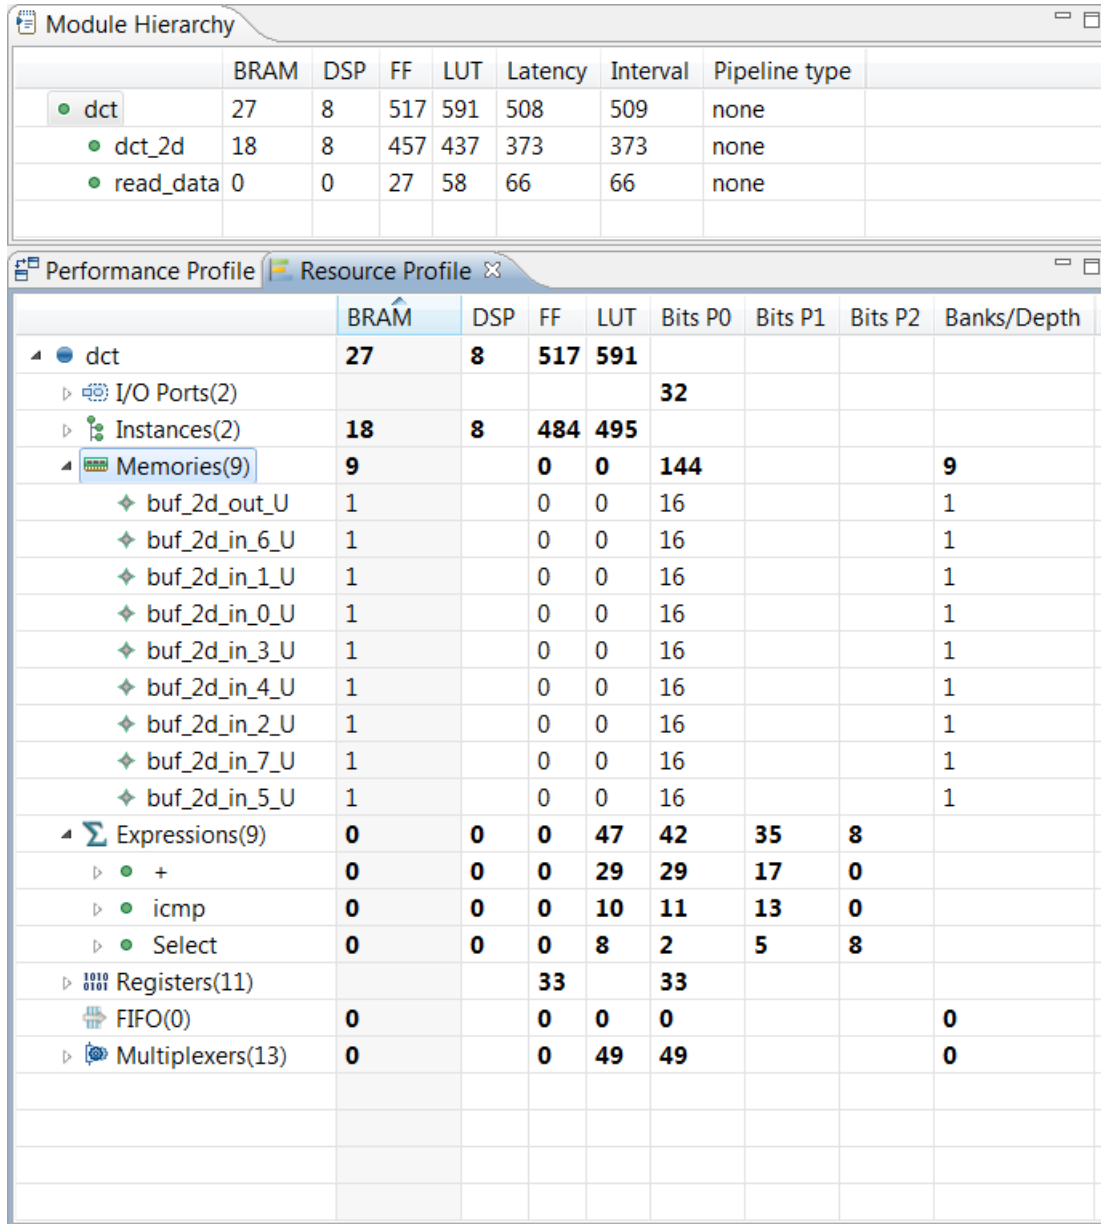 Module Hierarchy
BRAM DSP FF LUT Latency Interval Pipeline type
dct 27 8 517 591 508 509 none
dct_2d 18 8 457 437 373 373 none
read_data 0 0 27 58 66 66 none
Performance Profile Resource Profile
BRAM DSP FF LUT Bits P0 Bits P1 Bits P2 Banks/Depth
dct 27 8 517 591
I/O Ports(2) 32
Instances(2) 18 8 484 495
Memories(9) 9 0 0 144 9
buf_2d_out_U 1 0 0 16 1
buf_2d_in_6_U 1 0 0 16 1
buf_2d_in_1_U 1 0 0 16 1
buf_2d_in_0_U 1 0 0 16 1
buf_2d_in_3_U 1 0 0 16 1
buf_2d_in_4_U 1 0 0 16 1
buf_2d_in_2_U 1 0 0 16 1
buf_2d_in_7_U 1 0 0 16 1
buf_2d_in_5_U 1 0 0 16 1
Expressions(9) 0 0 0 47 42 35 8
+ 0 0 0 29 29 17 0
icmp 0 0 0 10 11 13 0
Select 0 0 0 8 2 5 8
Registers(11) 33 33
FIFO(0) 0 0 0 0 0
Multiplexers(13) 0 0 49 49 0